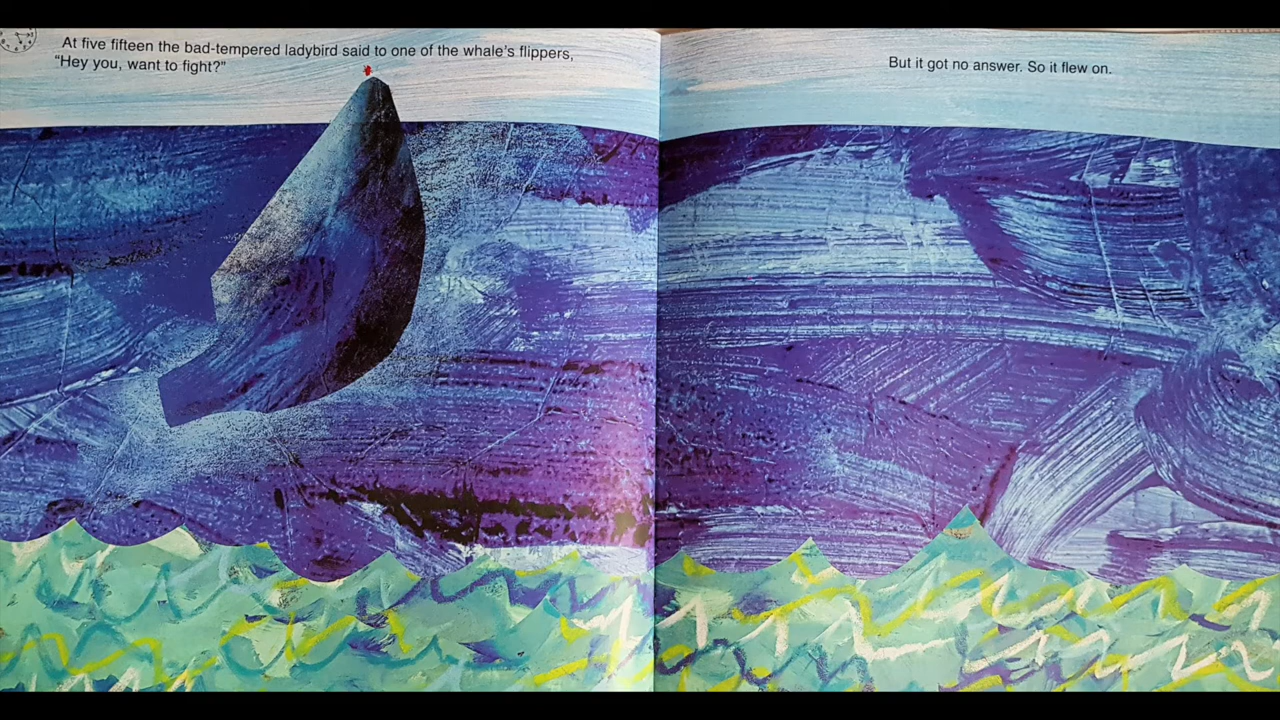 At five fifteen the bad-tempered ladybird said to one of the whale's flippers,
"Hey you, want to fight?"
But it got no answer. So it flew on.